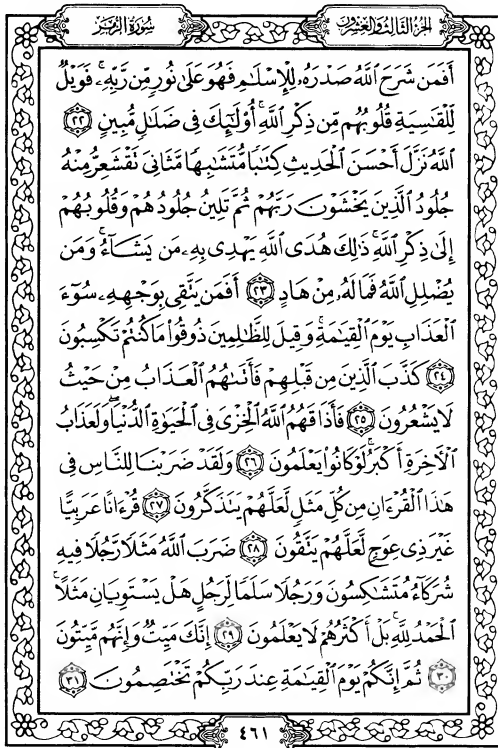 الجزء الثالث والعشرون
سورة الزمر
أَفَمَن شَرَحَ ٱللَّهُ صَدْرَهُۥ لِلْإِسْلَٰمِ فَهُوَ عَلَىٰ نُورٍ مِّن رَّبِّهِۦ ۚ فَوَيْلٌ
لِّلْقَٰسِيَةِ قُلُوبُهُم مِّن ذِكْرِ ٱللَّهِ ۚ أُو۟لَٰٓئِكَ فِى ضَلَٰلٍ مُّبِينٍ ﴿٢٢﴾
ٱللَّهُ نَزَّلَ أَحْسَنَ ٱلْحَدِيثِ كِتَٰبًا مُّتَشَٰبِهًا مَّثَانِىَ تَقْشَعِرُّ مِنْهُ
جُلُودُ ٱلَّذِينَ يَخْشَوْنَ رَبَّهُمْ ثُمَّ تَلِينُ جُلُودُهُمْ وَقُلُوبُهُمْ
إِلَىٰ ذِكْرِ ٱللَّهِ ۚ ذَٰلِكَ هُدَى ٱللَّهِ يَهْدِى بِهِۦ مَن يَشَآءُ ۚ وَمَن
يُضْلِلِ ٱللَّهُ فَمَا لَهُۥ مِنْ هَادٍ ﴿٢٣﴾ أَفَمَن يَتَّقِى بِوَجْهِهِۦ سُوٓءَ
ٱلْعَذَابِ يَوْمَ ٱلْقِيَٰمَةِ ۚ وَقِيلَ لِلظَّٰلِمِينَ ذُوقُوا۟ مَا كُنتُمْ تَكْسِبُونَ
﴿٢٤﴾ كَذَّبَ ٱلَّذِينَ مِن قَبْلِهِمْ فَأَتَىٰهُمُ ٱلْعَذَابُ مِنْ حَيْثُ
لَا يَشْعُرُونَ ﴿٢٥﴾ فَأَذَاقَهُمُ ٱللَّهُ ٱلْخِزْىَ فِى ٱلْحَيَوٰةِ ٱلدُّنْيَا ۖ وَلَعَذَابُ
ٱلْءَاخِرَةِ أَكْبَرُ ۚ لَوْ كَانُوا۟ يَعْلَمُونَ ﴿٢٦﴾ وَلَقَدْ ضَرَبْنَا لِلنَّاسِ فِى
هَٰذَا ٱلْقُرْءَانِ مِن كُلِّ مَثَلٍ لَّعَلَّهُمْ يَتَذَكَّرُونَ ﴿٢٧﴾ قُرْءَانًا عَرَبِيًّا
غَيْرَ ذِى عِوَجٍ لَّعَلَّهُمْ يَتَّقُونَ ﴿٢٨﴾ ضَرَبَ ٱللَّهُ مَثَلًا رَّجُلًا فِيهِ
شُرَكَآءُ مُتَشَٰكِسُونَ وَرَجُلًا سَلَمًا لِّرَجُلٍ هَلْ يَسْتَوِيَانِ مَثَلًا ۚ
ٱلْحَمْدُ لِلَّهِ ۚ بَلْ أَكْثَرُهُمْ لَا يَعْلَمُونَ ﴿٢٩﴾ إِنَّكَ مَيِّتٌ وَإِنَّهُم مَّيِّتُونَ
﴿٣٠﴾ ثُمَّ إِنَّكُمْ يَوْمَ ٱلْقِيَٰمَةِ عِندَ رَبِّكُمْ تَخْتَصِمُونَ ﴿٣١﴾
٤٦١